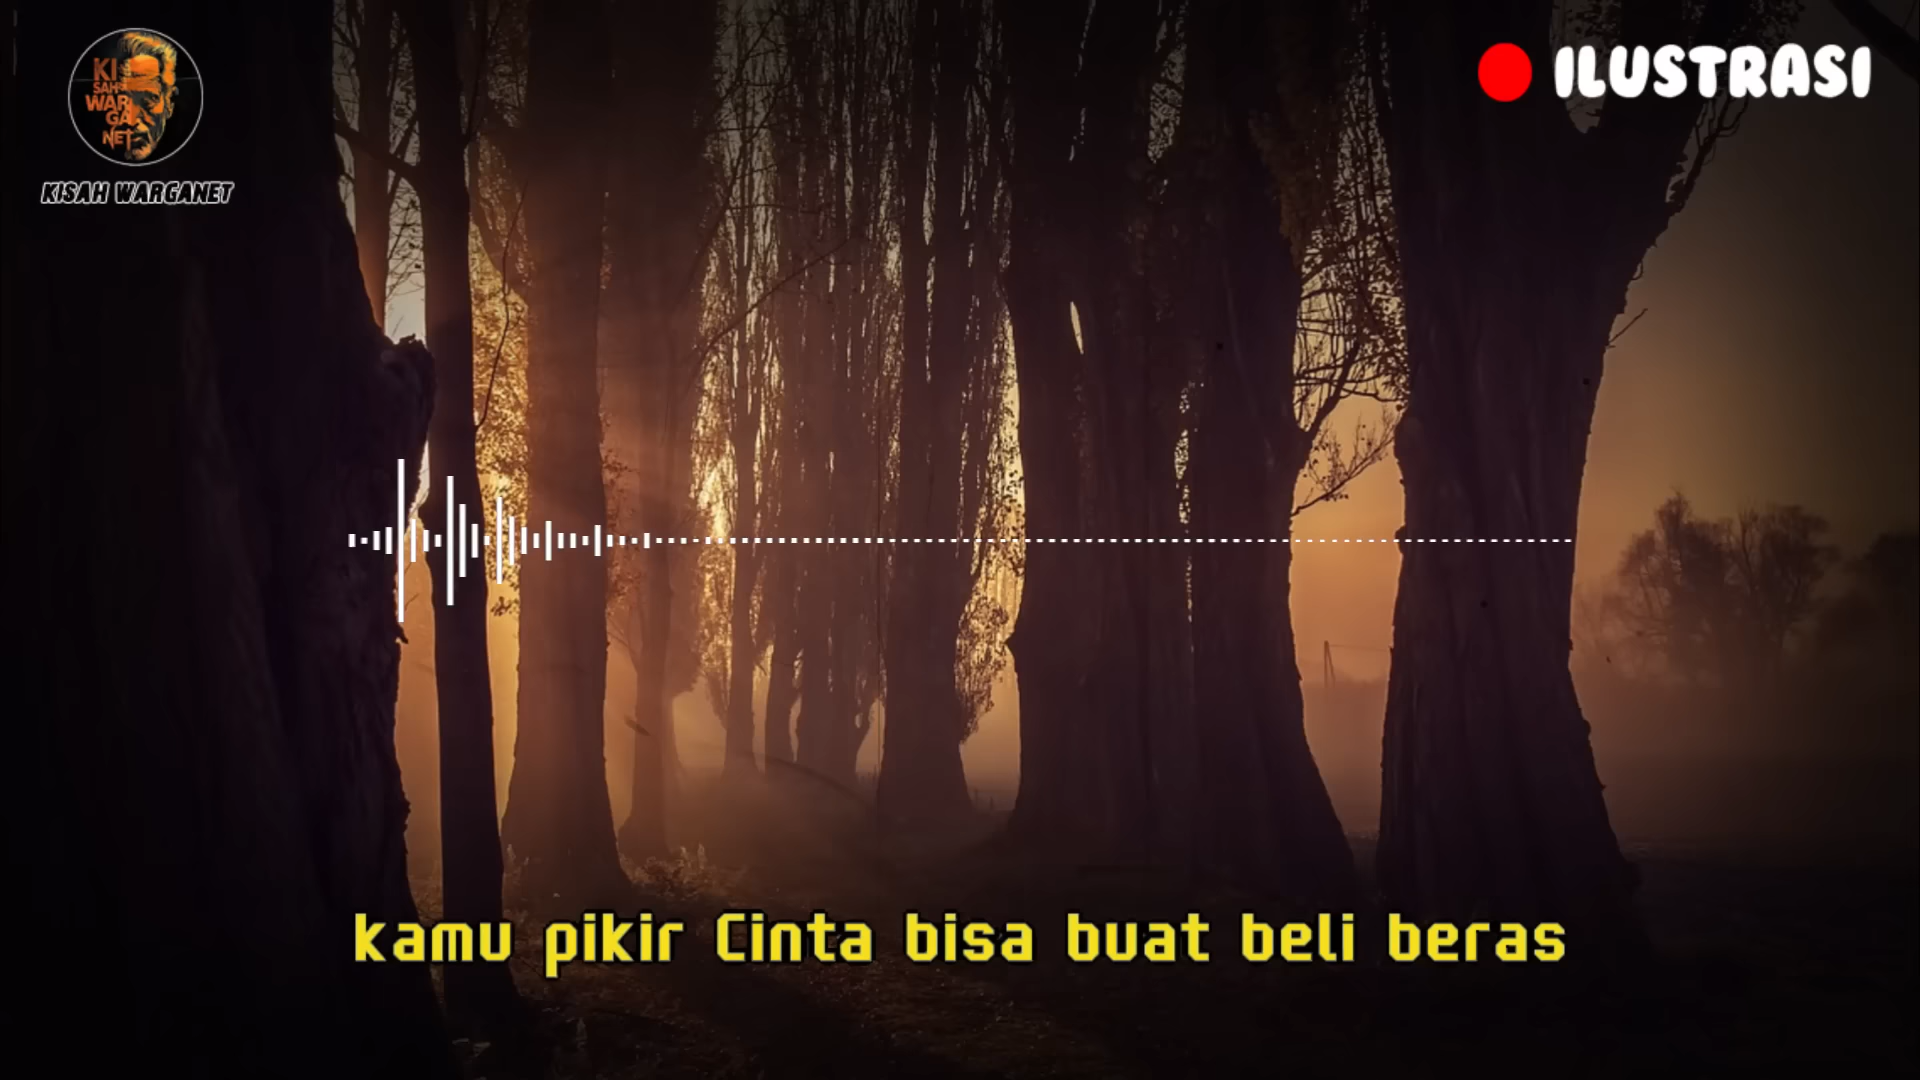 KI
SAH
WAR
GA
NET
KISAH WARGANET
ILUSTRASI
kamu pikir Cinta bisa buat beli beras